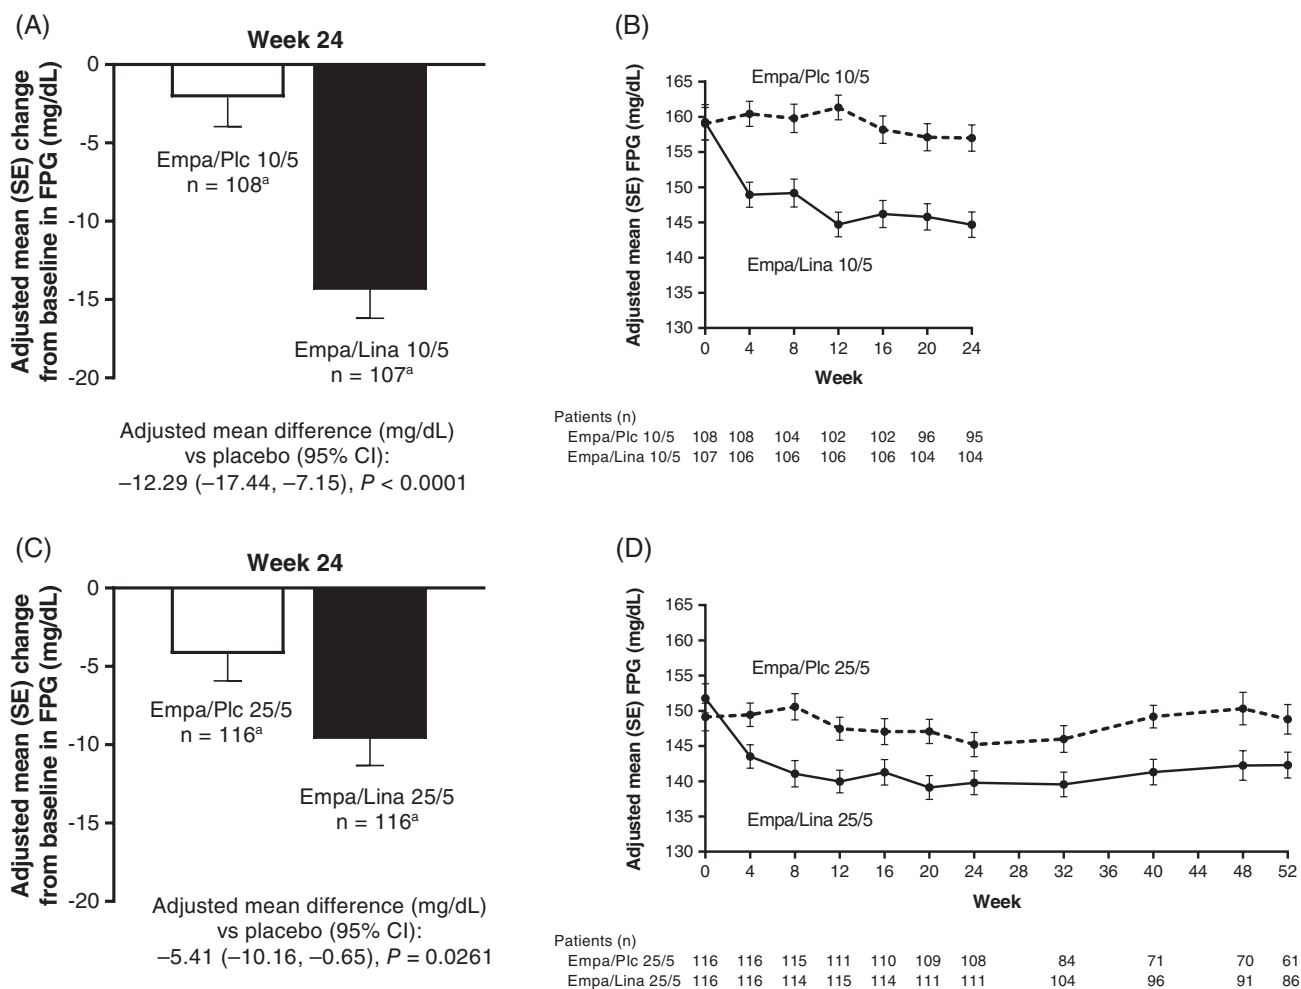 (A)
Week 24
Adjusted mean (SE) change
from baseline in FPG (mg/dL)
0
-5
-10
-15
-20
Empa/Plc 10/5
n = 108ᵃ
Empa/Lina 10/5
n = 107ᵃ
Adjusted mean difference (mg/dL)
vs placebo (95% CI):
–12.29 (–17.44, –7.15), P < 0.0001
(B)
Adjusted mean (SE) FPG (mg/dL)
165
160
155
150
145
140
135
130
Empa/Plc 10/5
Empa/Lina 10/5
0 4 8 12 16 20 24
Week
Patients (n)
Empa/Plc 10/5 108 108 104 102 102 96 95
Empa/Lina 10/5 107 106 106 106 106 104 104
(C)
Week 24
Adjusted mean (SE) change
from baseline in FPG (mg/dL)
0
-5
-10
-15
-20
Empa/Plc 25/5
n = 116ᵃ
Empa/Lina 25/5
n = 116ᵃ
Adjusted mean difference (mg/dL)
vs placebo (95% CI):
–5.41 (–10.16, –0.65), P = 0.0261
(D)
Adjusted mean (SE) FPG (mg/dL)
165
160
155
150
145
140
135
130
Empa/Plc 25/5
Empa/Lina 25/5
0 4 8 12 16 20 24 28 32 36 40 44 48 52
Week
Patients (n)
Empa/Plc 25/5 116 116 115 111 110 109 108 84 71 70 61
Empa/Lina 25/5 116 116 114 115 114 111 111 104 96 91 86